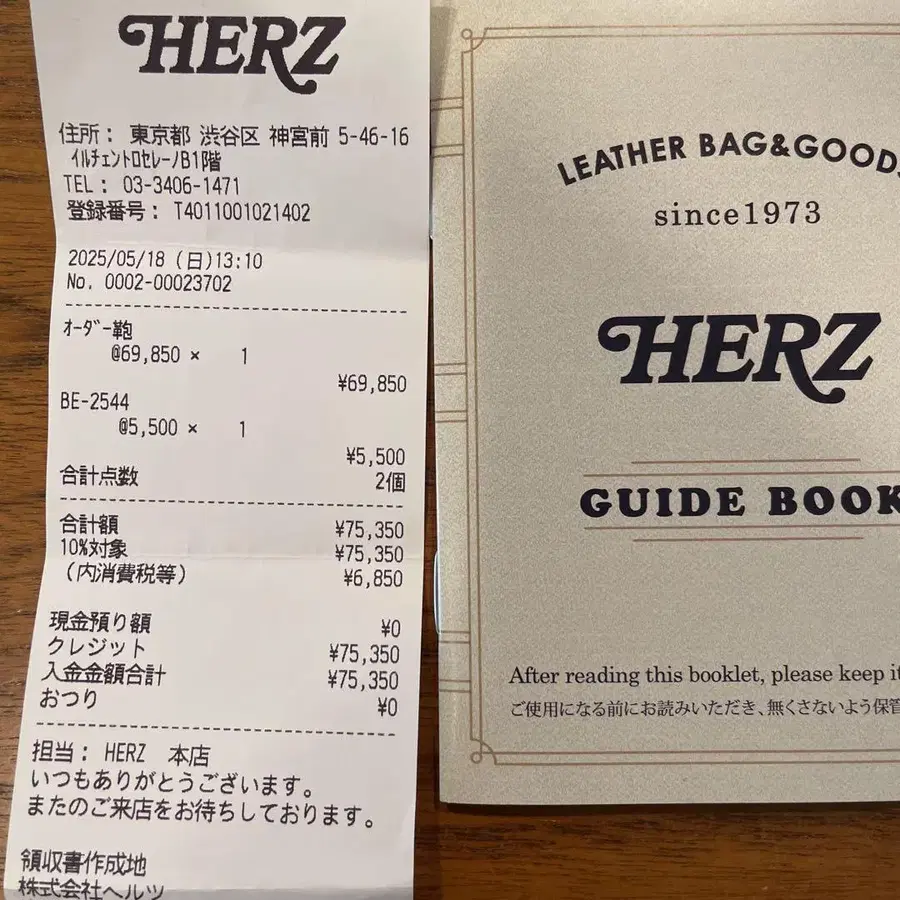 HERZ
住所: 東京都 渋谷区 神宮前 5-46-16
イルチェントロセレーノB1階
TEL: 03-3406-1471
登録番号: T4011001021402
2025/05/18 (日)13:10
No. 0002-00023702
オーダー鞄
@69,850 × 1
¥69,850
BE-2544
@5,500 × 1
¥5,500
合計点数 2個
合計額 ¥75,350
10%対象 ¥75,350
(内消費税等) ¥6,850
現金預り額 ¥0
クレジット ¥75,350
入金金額合計 ¥75,350
おつり ¥0
担当: HERZ 本店
いつもありがとうございます。
またのご来店をお待ちしております。
領収書作成地
株式会社ヘルツ
LEATHER BAG&GOODS
since1973
HERZ
GUIDE BOOK
After reading this booklet, please keep it
ご使用になる前にお読みいただき、無くさないよう保管